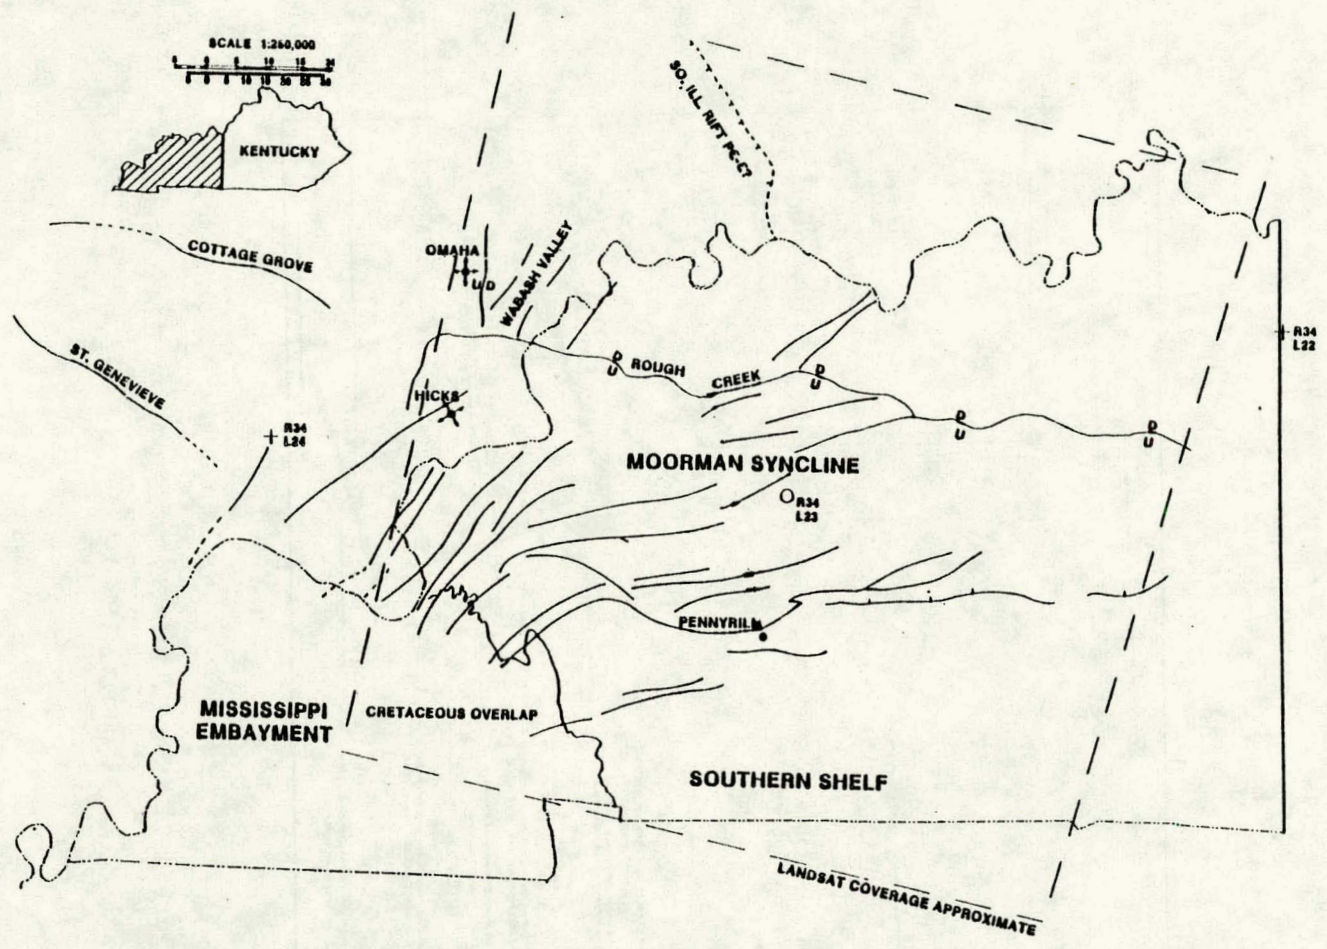 SCALE 1:250,000
KENTUCKY
SO. ILL RIFT PC-C?
COTTAGE GROVE
OMAHA
U D
WABASH VALLEY
ST. GENEVIEVE
R34
L22
D
U
ROUGH
CREEK
D
U
HICKS
R34
L24
D
U
D
U
MOORMAN SYNCLINE
R34
L23
PENNYRILE
MISSISSIPPI
EMBAYMENT
CRETACEOUS OVERLAP
SOUTHERN SHELF
LANDSAT COVERAGE APPROXIMATE